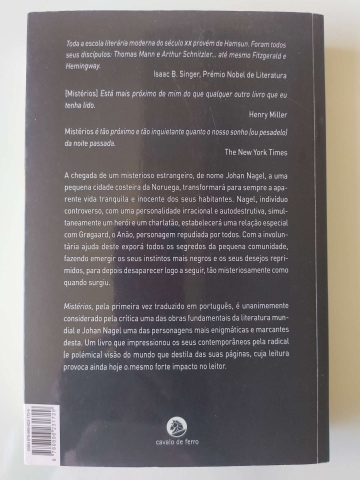 Toda a escola literária moderna do século XX provém de Hamsun. Foram todos
seus discípulos: Thomas Mann e Arthur Schnitzler... até mesmo Fitzgerald e
Hemingway.
Isaac B. Singer, Prémio Nobel de Literatura
[Mistérios] Está mais próximo de mim do que qualquer outro livro que eu
tenha lido.
Henry Miller
Mistérios é tão próximo e tão inquietante quanto o nosso sonho (ou pesadelo)
da noite passada.
The New York Times
A chegada de um misterioso estrangeiro, de nome Johan Nagel, a uma
pequena cidade costeira da Noruega, transformará para sempre a apa-
rente vida tranquila e inocente dos seus habitantes. Nagel, indivíduo
controverso, com uma personalidade irracional e autodestrutiva, simul-
taneamente um herói e um charlatão, estabelecerá uma relação especial
com Grøgaard, o Anão, personagem repudiada por todos. Com a involun-
tária ajuda deste exporá todos os segredos da pequena comunidade,
fazendo emergir os seus instintos mais negros e os seus desejos repri-
midos, para depois desaparecer logo a seguir, tão misteriosamente como
quando surgiu.
Mistérios, pela primeira vez traduzido em português, é unanimemente
considerado pela crítica uma das obras fundamentais da literatura mun-
dial e Johan Nagel uma das personagens mais enigmáticas e marcantes
desta. Um livro que impressionou os seus contemporâneos pela radical
(e polémica) visão do mundo que destila das suas páginas, cuja leitura
provoca ainda hoje o mesmo forte impacto no leitor.
cavalo de ferro